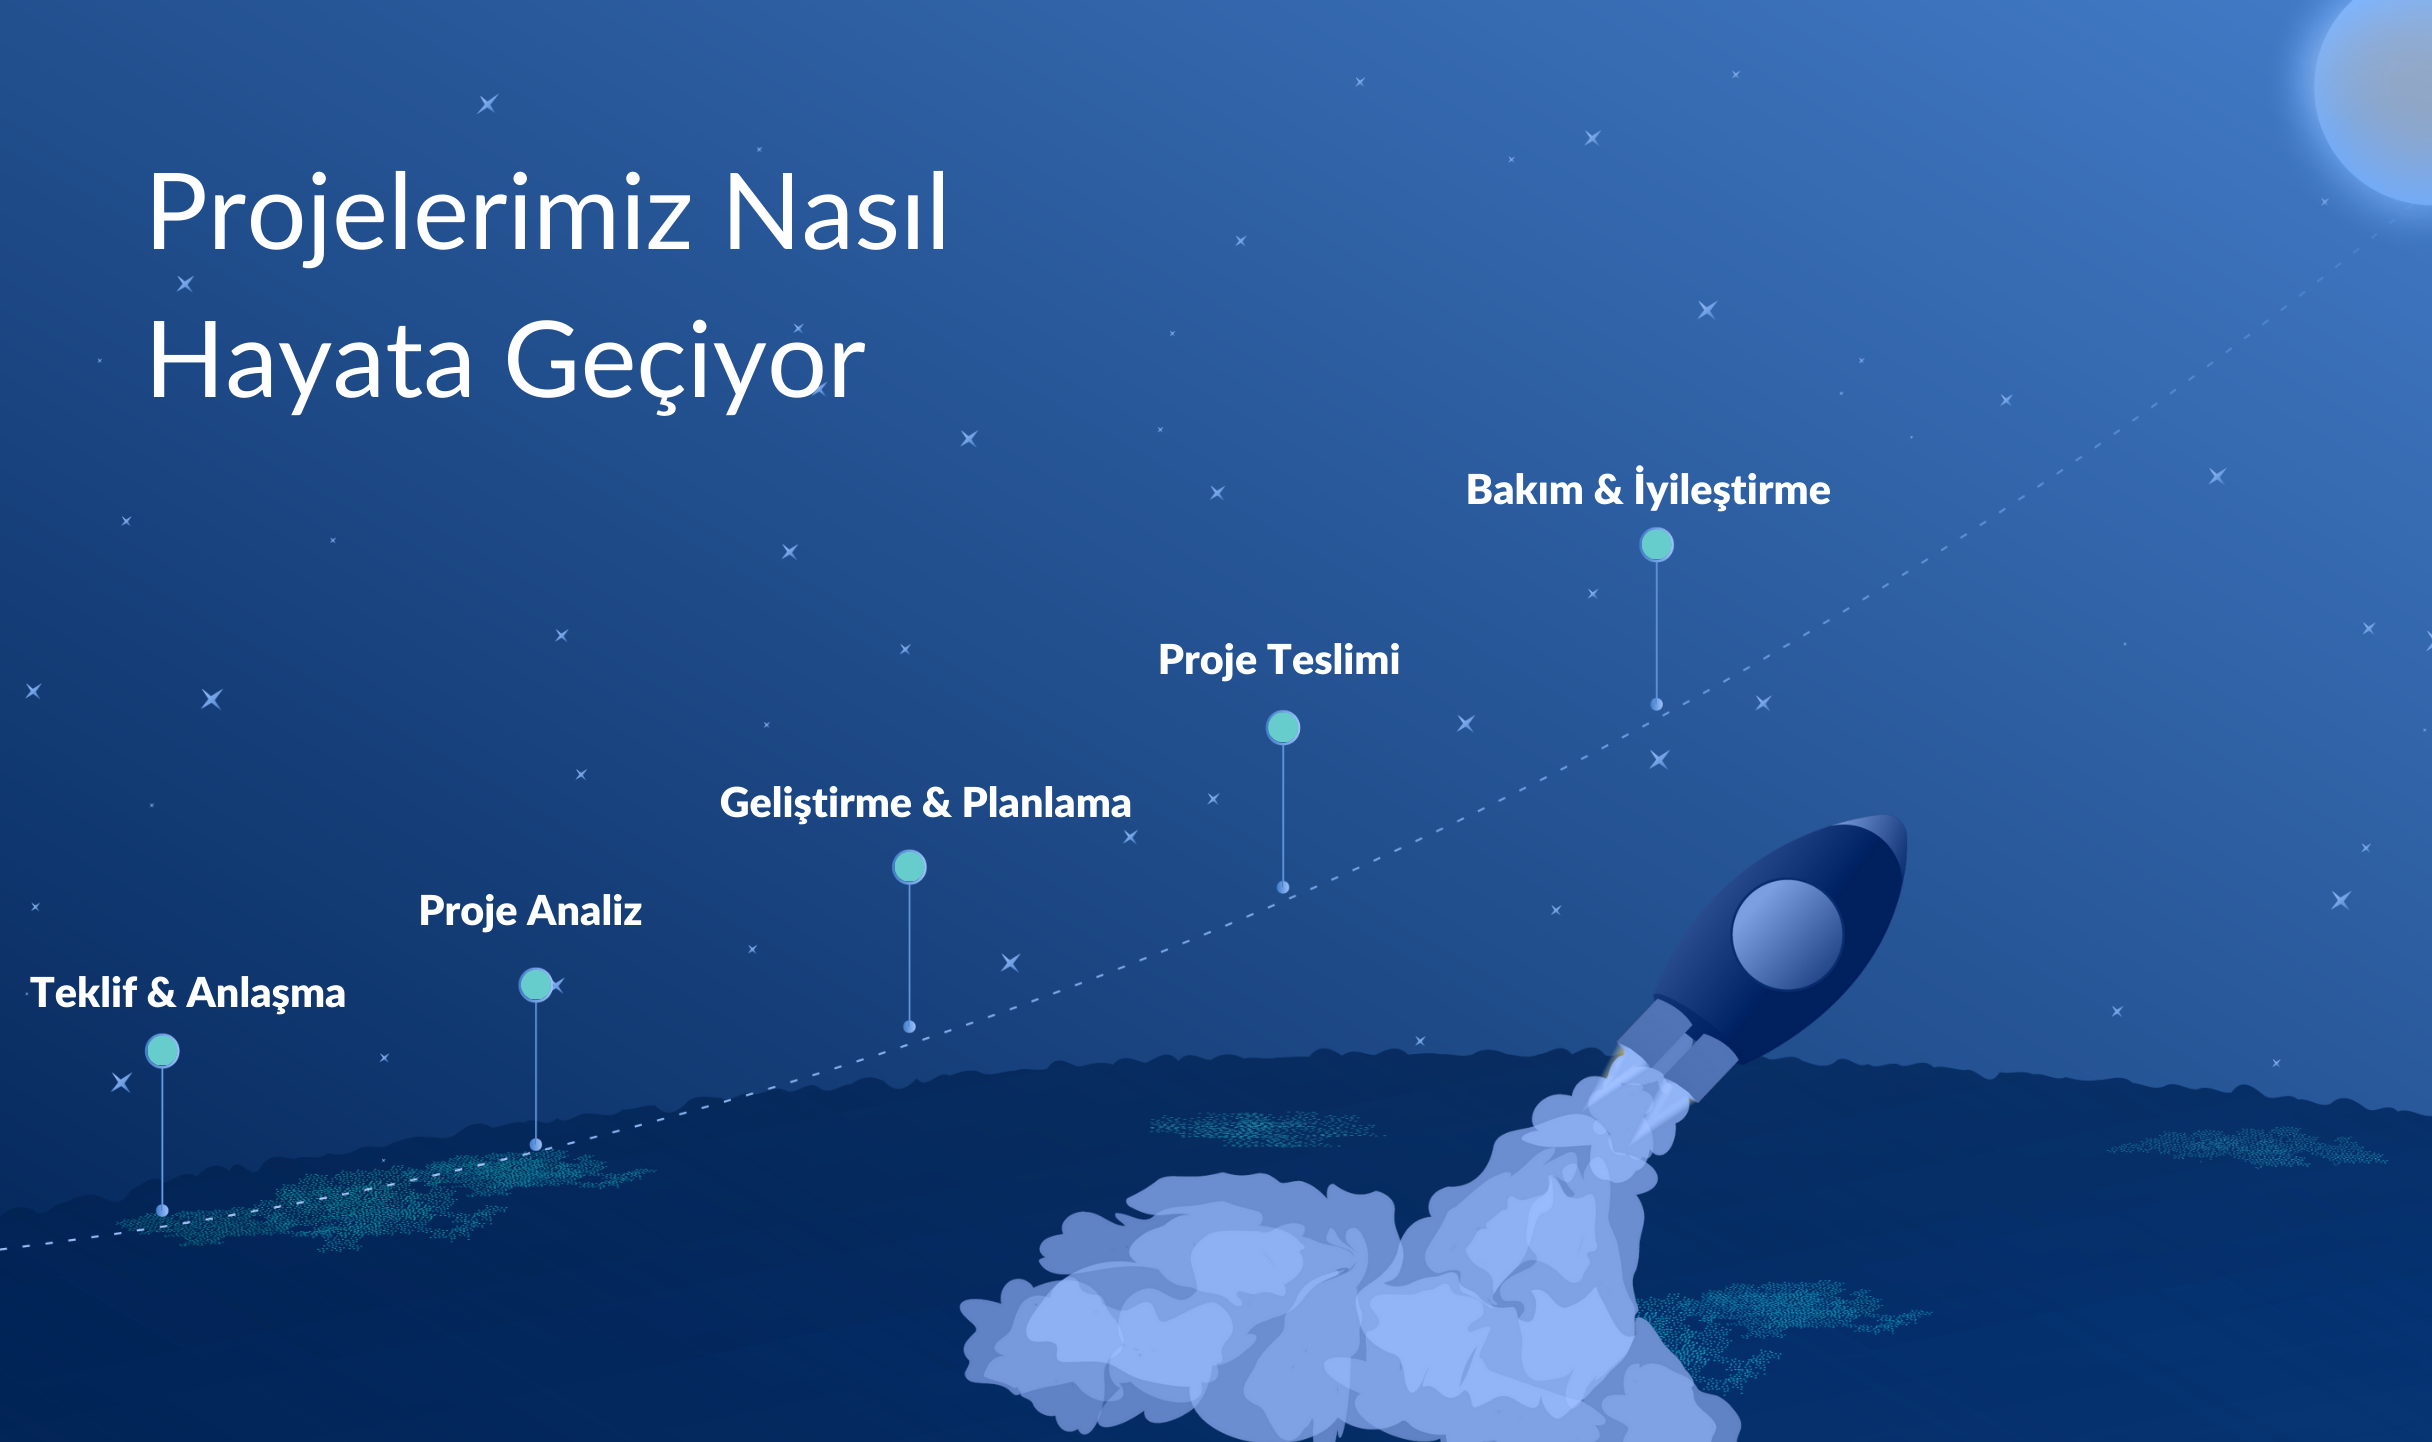 Projelerimiz Nasıl
Hayata Geçiyor
Teklif & Anlaşma
Proje Analiz
Geliştirme & Planlama
Proje Teslimi
Bakım & İyileştirme